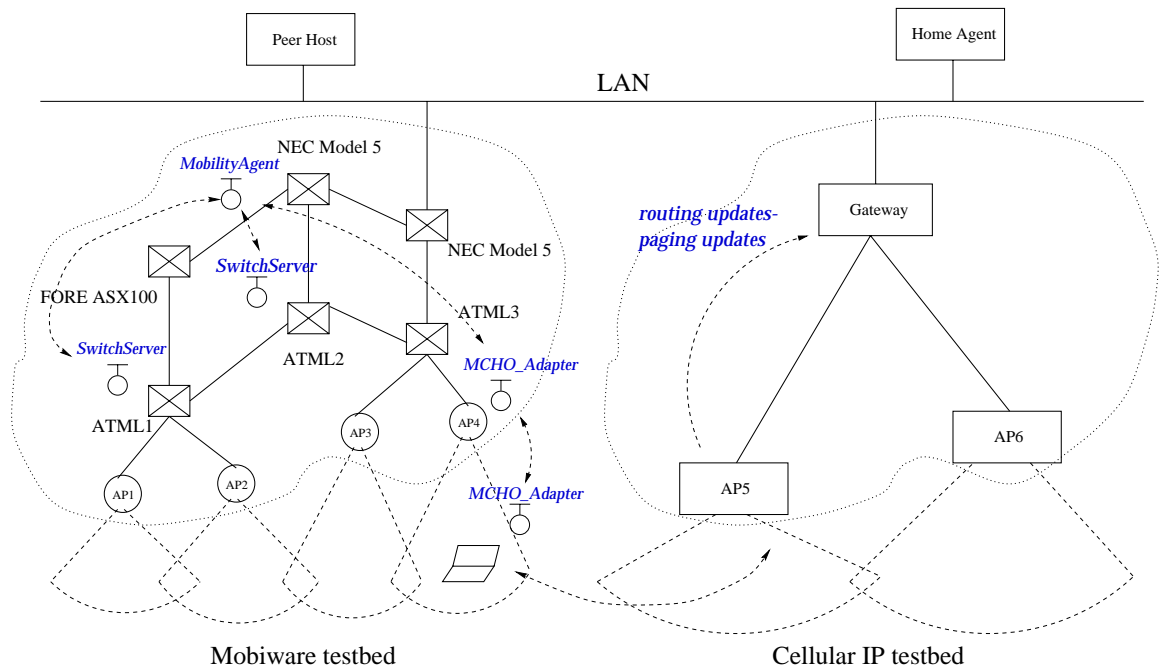 Peer Host
Home Agent
LAN
NEC Model 5
MobilityAgent
routing updates-
paging updates
Gateway
NEC Model 5
SwitchServer
FORE ASX100
ATML3
SwitchServer
ATML2
MCHO_Adapter
ATML1
AP3
AP4
AP6
AP1
AP2
MCHO_Adapter
AP5
Mobiware testbed
Cellular IP testbed